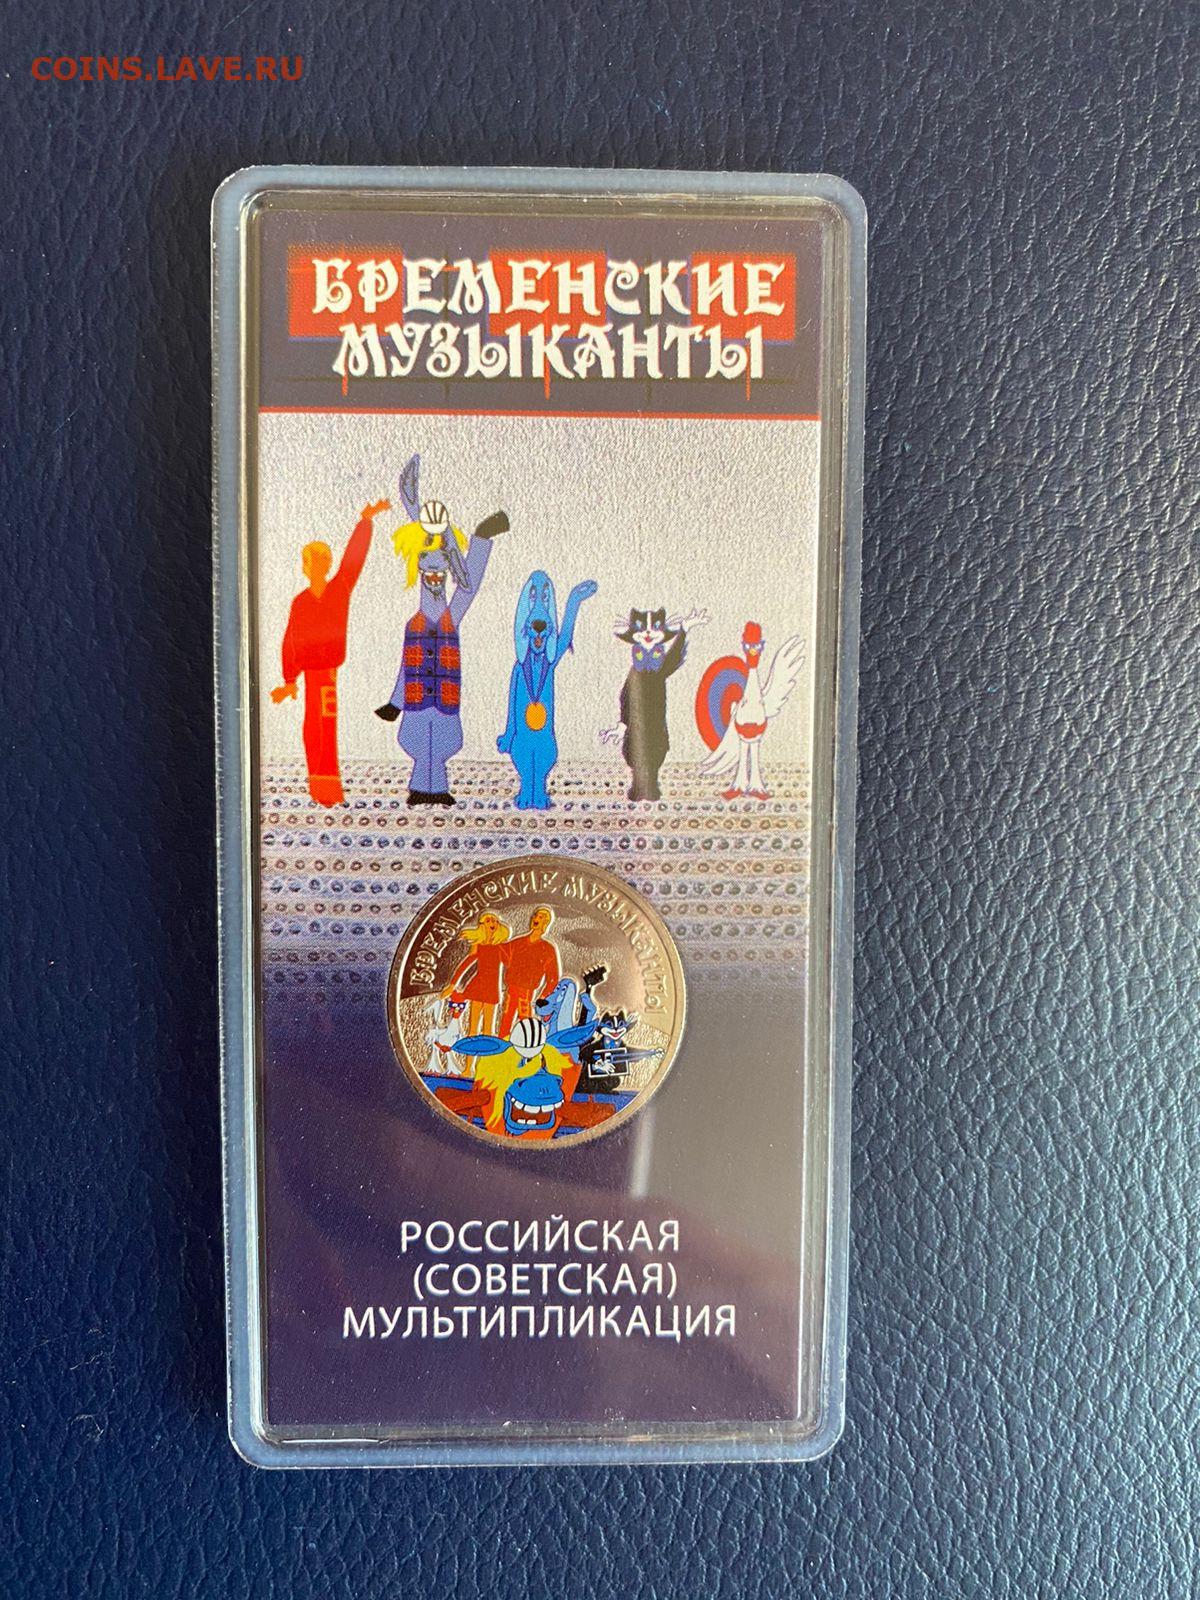 COINS.LAVE.RU
БРЕМЕНСКИЕ
МУЗЫКАНТЫ
БРЕМЕНСКИЕ МУЗЫКАНТЫ
РОССИЙСКАЯ
(СОВЕТСКАЯ)
МУЛЬТИПЛИКАЦИЯ